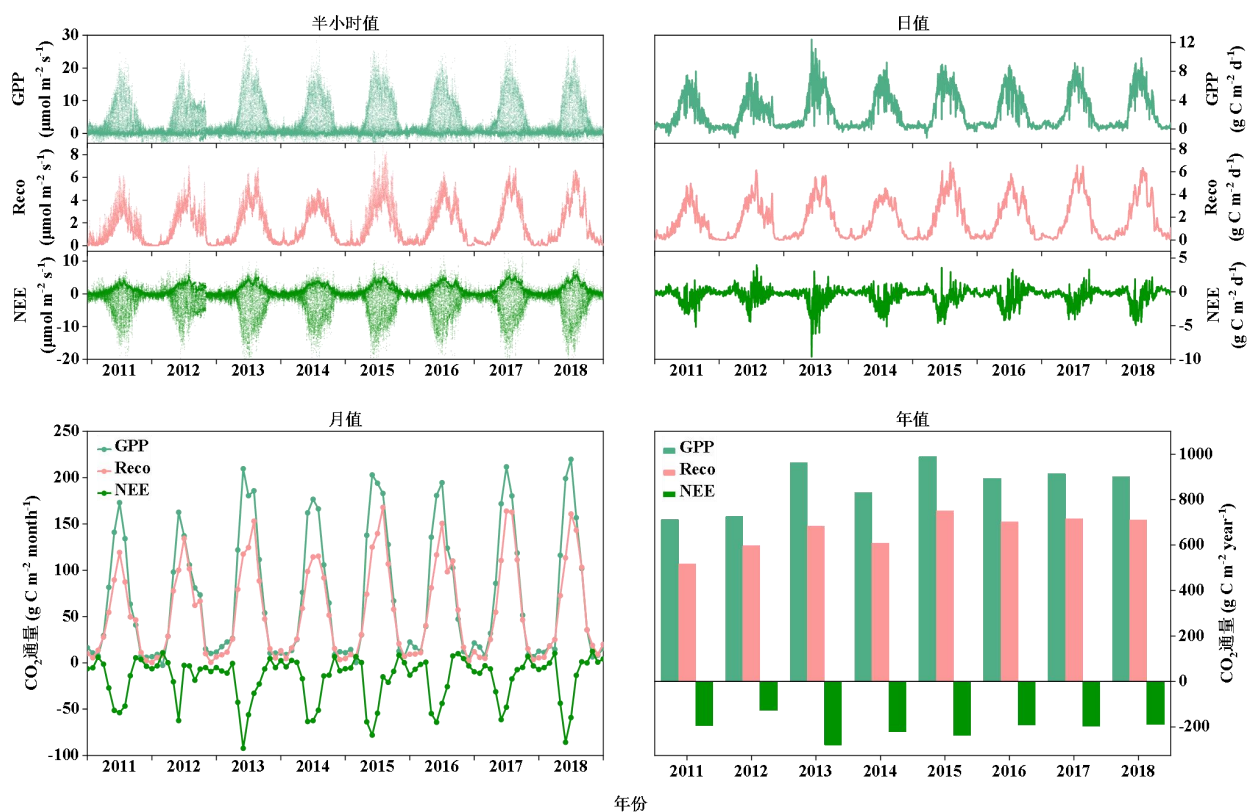 半小时值
日值
30
20
10
0
GPP
(μmol m⁻² s⁻¹)
12
8
4
0
GPP
(g C m⁻² d⁻¹)
8
6
4
2
0
Reco
(μmol m⁻² s⁻¹)
8
6
4
2
0
Reco
(g C m⁻² d⁻¹)
10
0
-10
-20
NEE
(μmol m⁻² s⁻¹)
5
0
-5
-10
NEE
(g C m⁻² d⁻¹)
2011 2012 2013 2014 2015 2016 2017 2018
2011 2012 2013 2014 2015 2016 2017 2018
月值
年值
250
200
150
100
50
0
-50
-100
CO₂通量 (g C m⁻² month⁻¹)
GPP
Reco
NEE
GPP
Reco
NEE
1000
800
600
400
200
0
-200
CO₂通量 (g C m⁻² year⁻¹)
2011 2012 2013 2014 2015 2016 2017 2018
2011 2012 2013 2014 2015 2016 2017 2018
年份